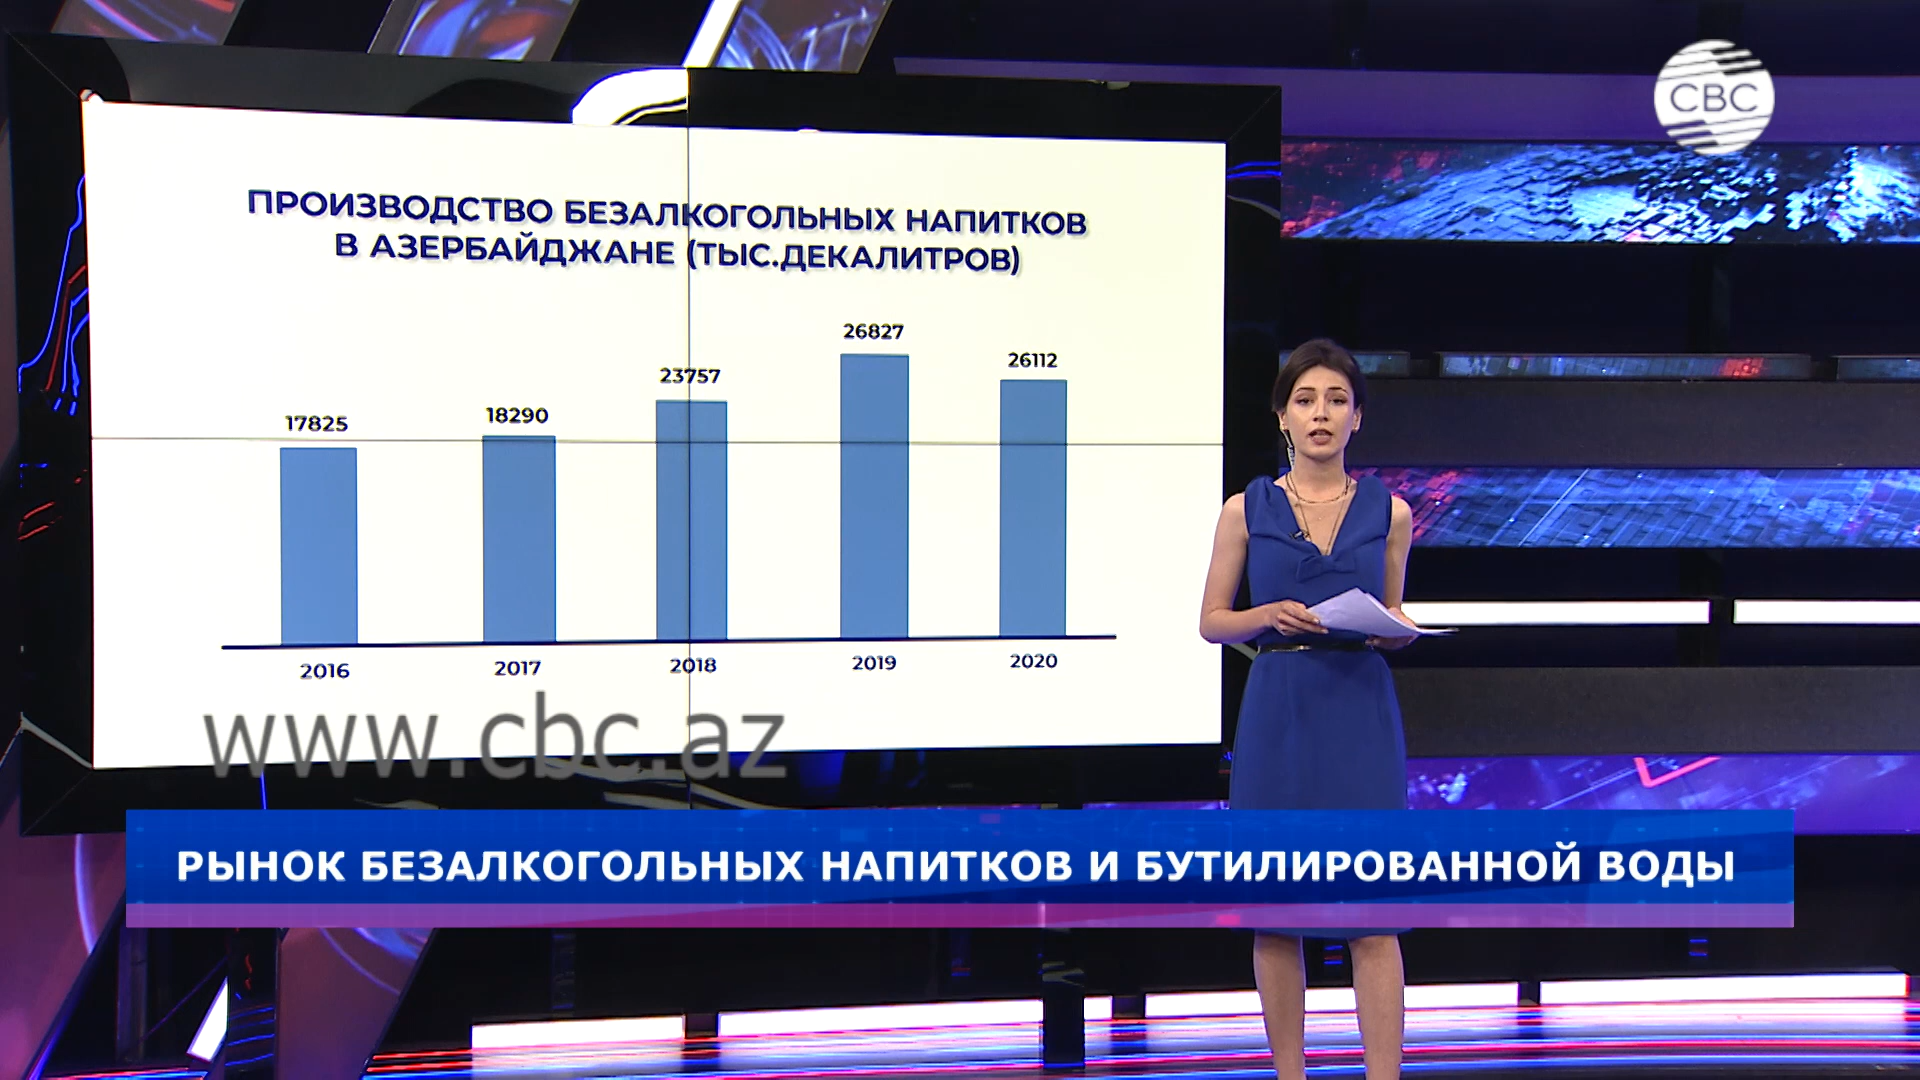 CBC
ПРОИЗВОДСТВО БЕЗАЛКОГОЛЬНЫХ НАПИТКОВ
В АЗЕРБАЙДЖАНЕ (ТЫС.ДЕКАЛИТРОВ)
17825
18290
23757
26827
26112
2016
2017
2018
2019
2020
www.cbc.az
РЫНОК БЕЗАЛКОГОЛЬНЫХ НАПИТКОВ И БУТИЛИРОВАННОЙ ВОДЫ